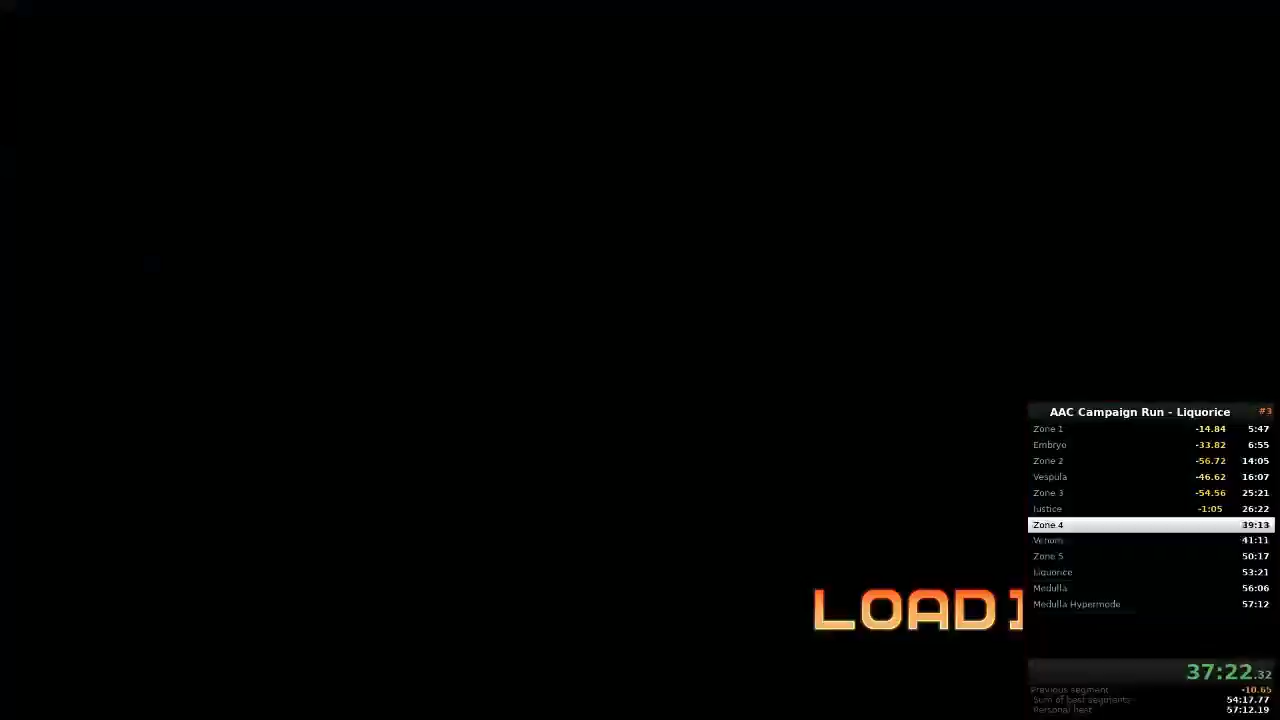 AAC Campaign Run - Liquorice #3
Zone 1 -14.84 5:47
Embryo -33.82 6:55
Zone 2 -56.72 14:05
Vespula -46.62 16:07
Zone 3 -54.56 25:21
Iustice -1:05 26:22
Zone 4 39:13
Venom 41:11
Zone 5 50:17
Liquorice 53:21
Medulla 56:06
Medulla Hypermode 57:12
LOADI
37:22.32
Previous segment -10.65
Sum of best segments 54:17.77
Personal best 57:12.19